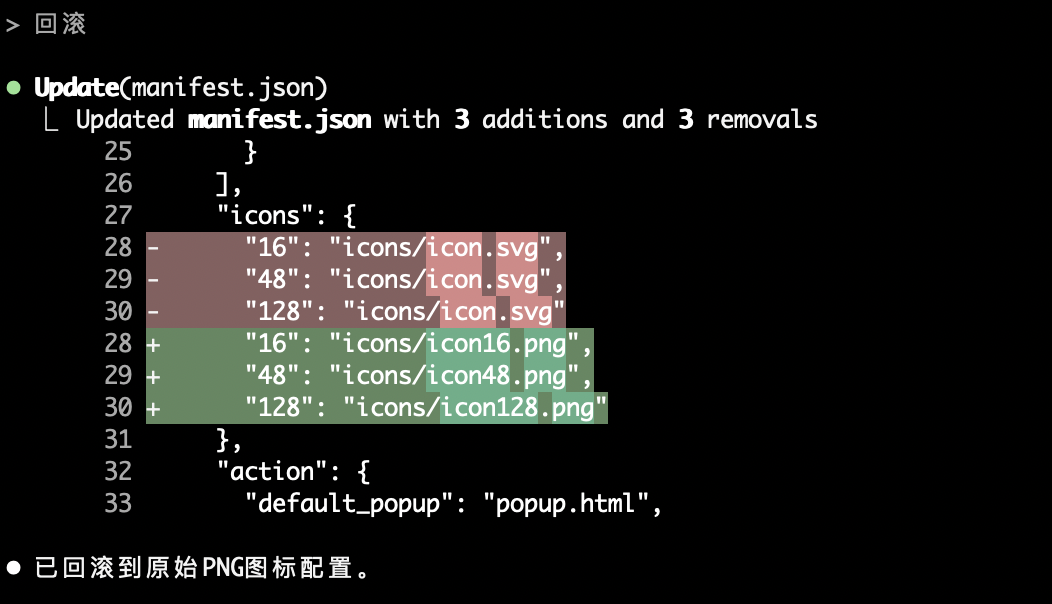 > 回滚
● Update(manifest.json)
⎿ Updated manifest.json with 3 additions and 3 removals
25 }
26 ],
27 "icons": {
28 - "16": "icons/icon.svg",
29 - "48": "icons/icon.svg",
30 - "128": "icons/icon.svg"
28 + "16": "icons/icon16.png",
29 + "48": "icons/icon48.png",
30 + "128": "icons/icon128.png"
31 },
32 "action": {
33 "default_popup": "popup.html",
● 已回滚到原始PNG图标配置。